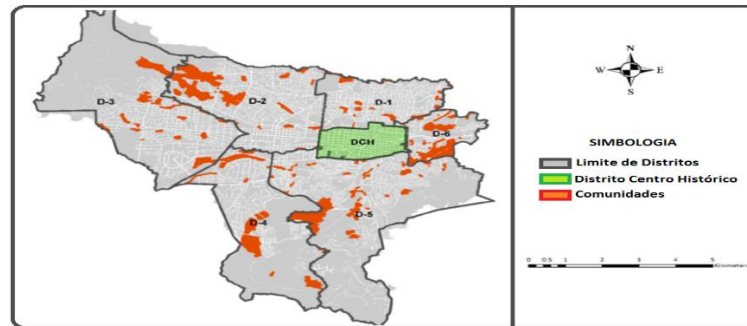 D-3
D-2
D-1
D-6
DCH
D-4
D-5
N
W E
S
SIMBOLOGIA
Limite de Distritos
Distrito Centro Histórico
Comunidades
0 0.5 1 2 3 4 5
Kilometers